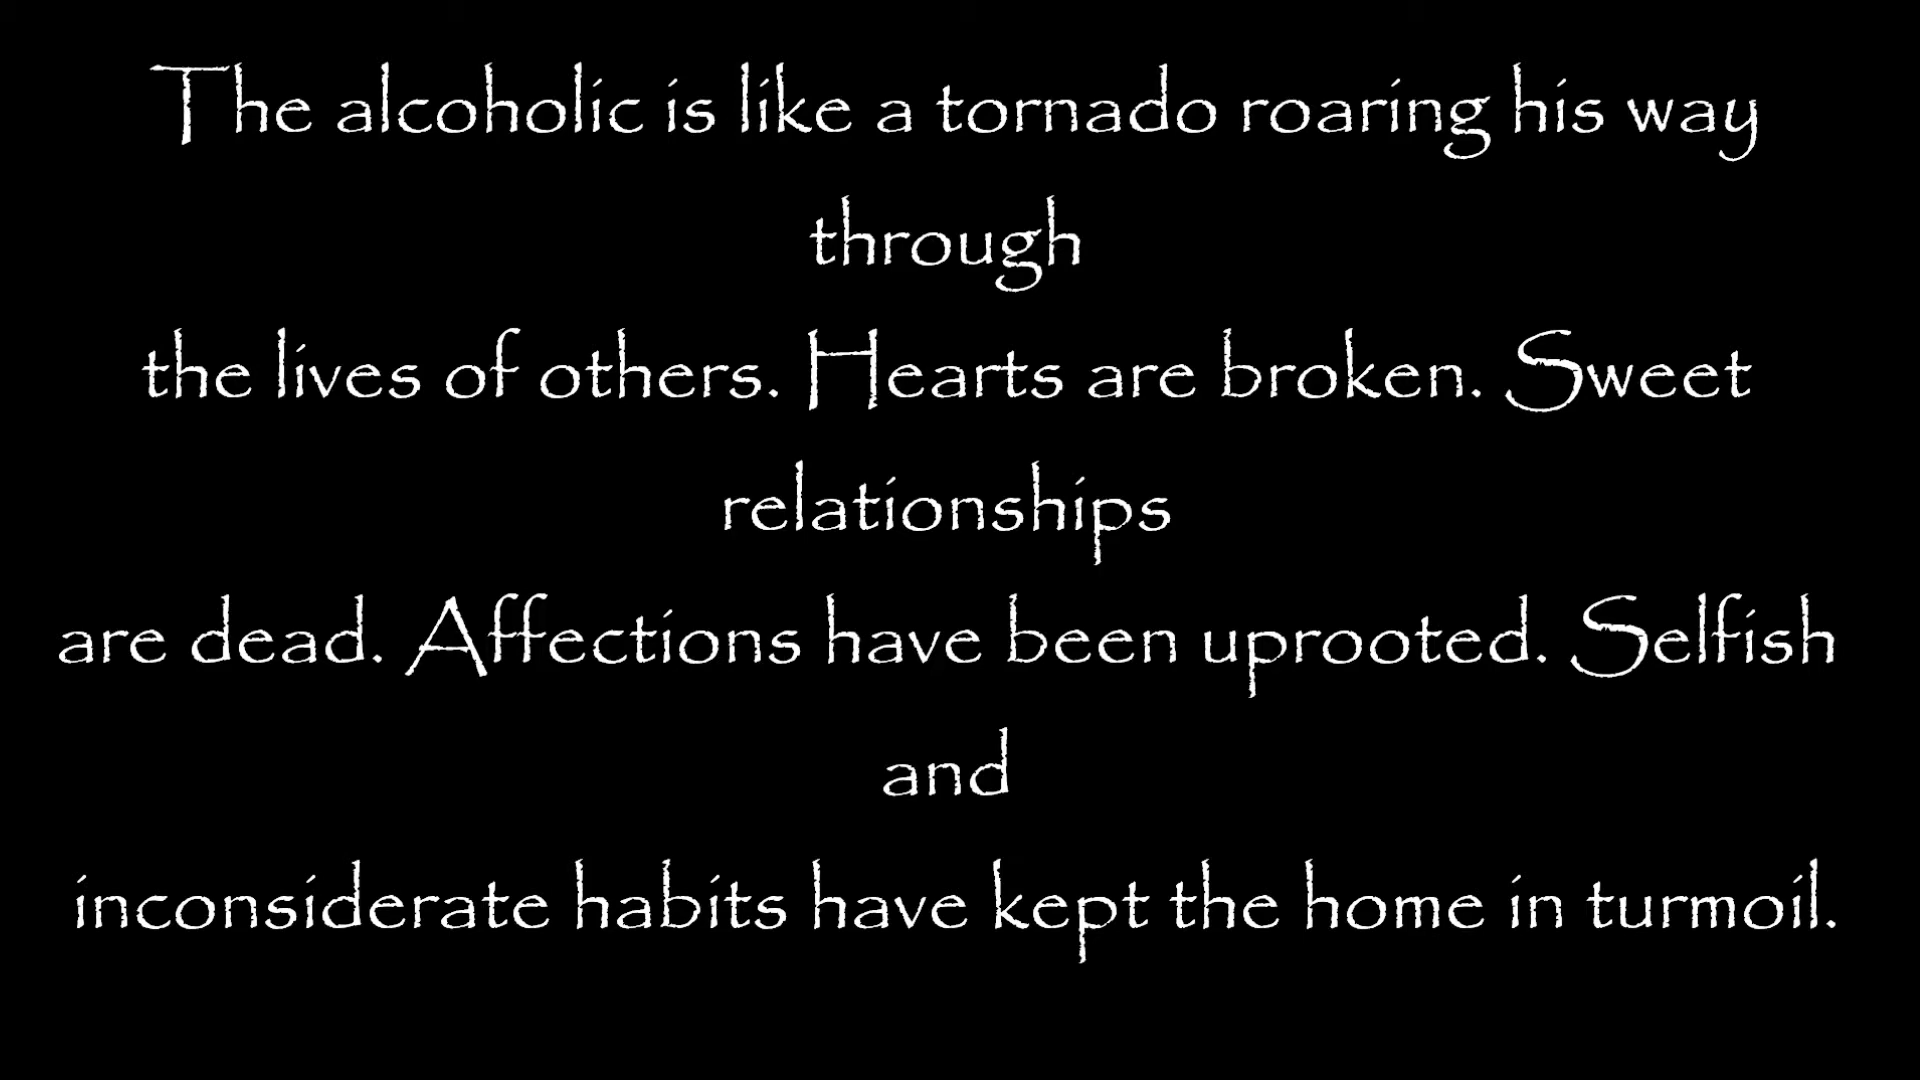 The alcoholic is like a tornado roaring his way
through
the lives of others. Hearts are broken. Sweet
relationships
are dead. Affections have been uprooted. Selfish
and
inconsiderate habits have kept the home in turmoil.